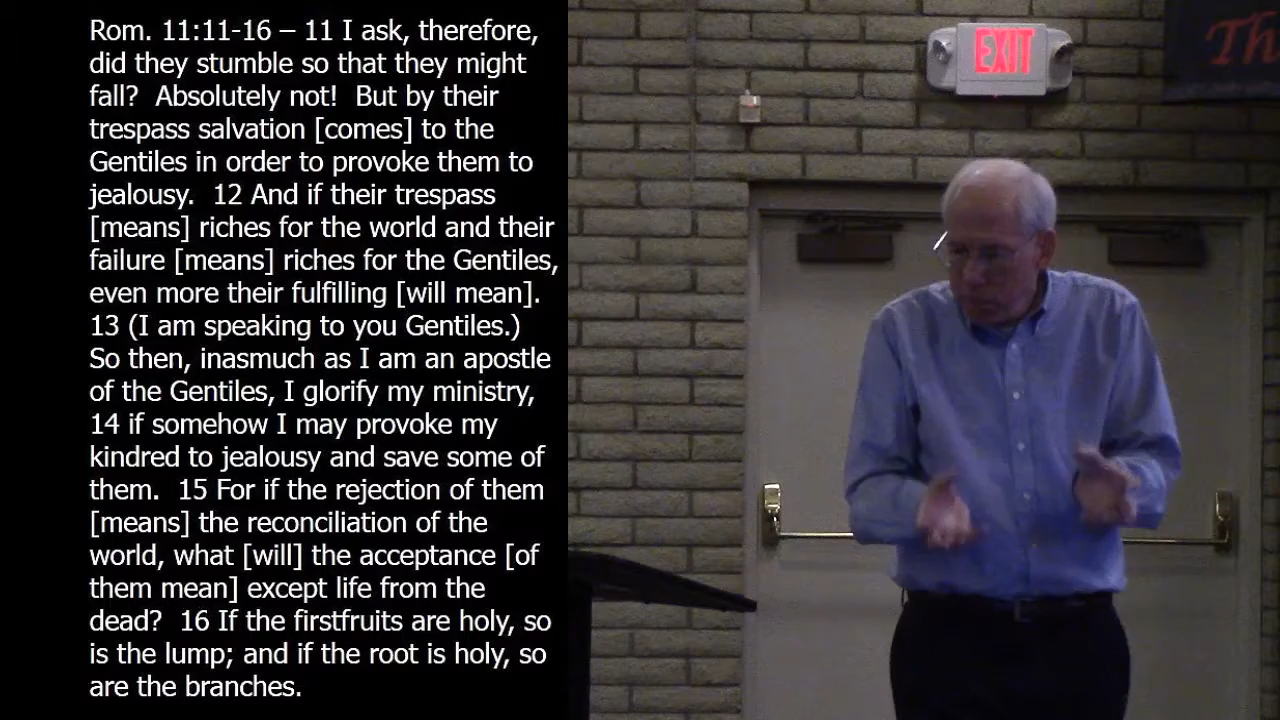 Rom. 11:11-16 – 11 I ask, therefore,
did they stumble so that they might
fall?  Absolutely not!  But by their
trespass salvation [comes] to the
Gentiles in order to provoke them to
jealousy.  12 And if their trespass
[means] riches for the world and their
failure [means] riches for the Gentiles,
even more their fulfilling [will mean].
13 (I am speaking to you Gentiles.)
So then, inasmuch as I am an apostle
of the Gentiles, I glorify my ministry,
14 if somehow I may provoke my
kindred to jealousy and save some of
them.  15 For if the rejection of them
[means] the reconciliation of the
world, what [will] the acceptance [of
them mean] except life from the
dead?  16 If the firstfruits are holy, so
is the lump; and if the root is holy, so
are the branches.
EXIT
Th